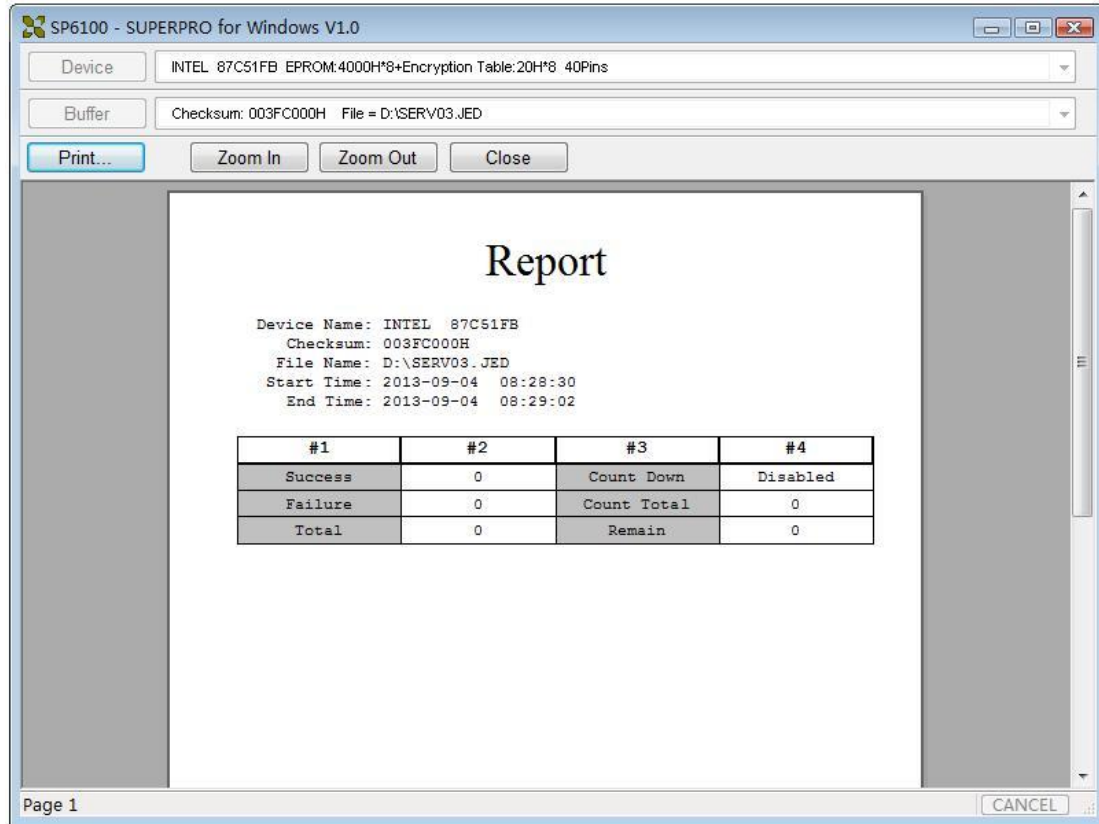 SP6100 - SUPERPRO for Windows V1.0
Device INTEL 87C51FB EPROM:4000H*8+Encryption Table:20H*8 40Pins
Buffer Checksum: 003FC000H File = D:\SERV03.JED
Print... Zoom In Zoom Out Close
Report
Device Name: INTEL 87C51FB
Checksum: 003FC000H
File Name: D:\SERV03.JED
Start Time: 2013-09-04 08:28:30
End Time: 2013-09-04 08:29:02
#1 #2 #3 #4
Success 0 Count Down Disabled
Failure 0 Count Total 0
Total 0 Remain 0
Page 1 CANCEL